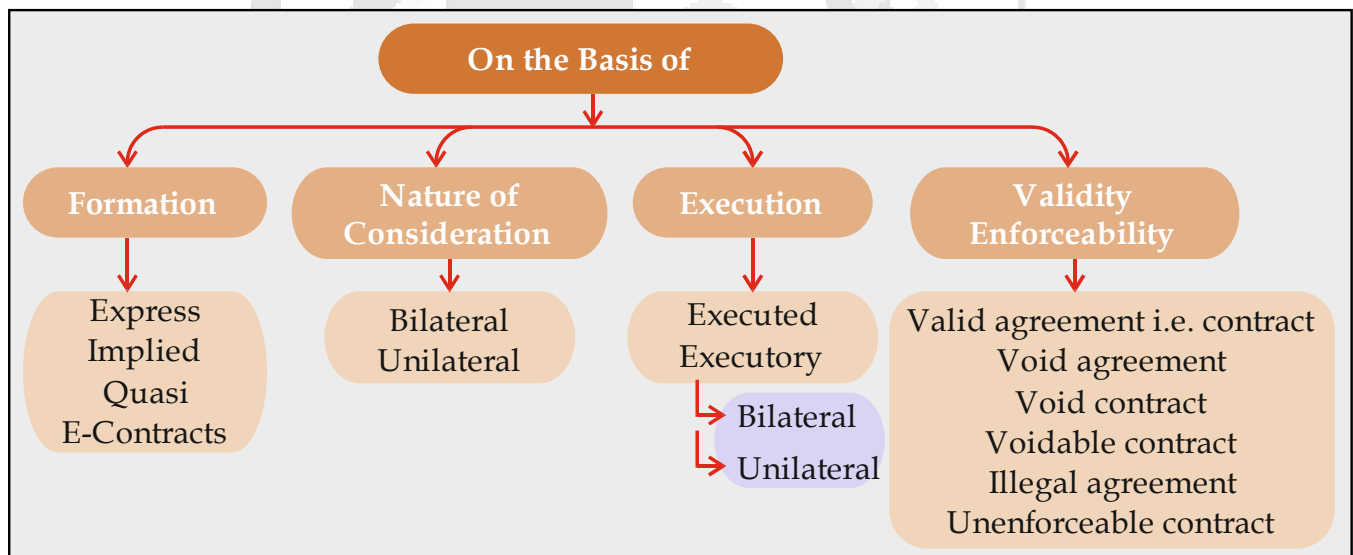 On the Basis of
Formation
Nature of
Consideration
Execution
Validity
Enforceability
Express
Implied
Quasi
E-Contracts
Bilateral
Unilateral
Executed
Executory
Bilateral
Unilateral
Valid agreement i.e. contract
Void agreement
Void contract
Voidable contract
Illegal agreement
Unenforceable contract